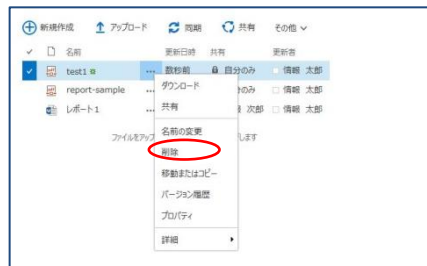 新規作成 アップロード 同期 共有 その他
名前 更新日時 共有 更新者
test1 ... 数秒前 自分のみ 情報 太郎
report-sample ... のみ 情報 太郎
レポート1 ... 次郎 情報 太郎
ファイルをアップ します
ダウンロード
共有
名前の変更
削除
移動またはコピー
バージョン履歴
プロパティ
詳細